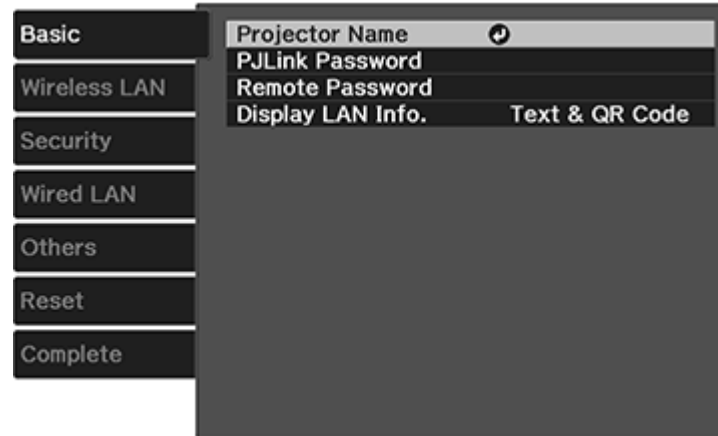 Basic
Wireless LAN
Security
Wired LAN
Others
Reset
Complete
Projector Name
PJLink Password
Remote Password
Display LAN Info. Text & QR Code